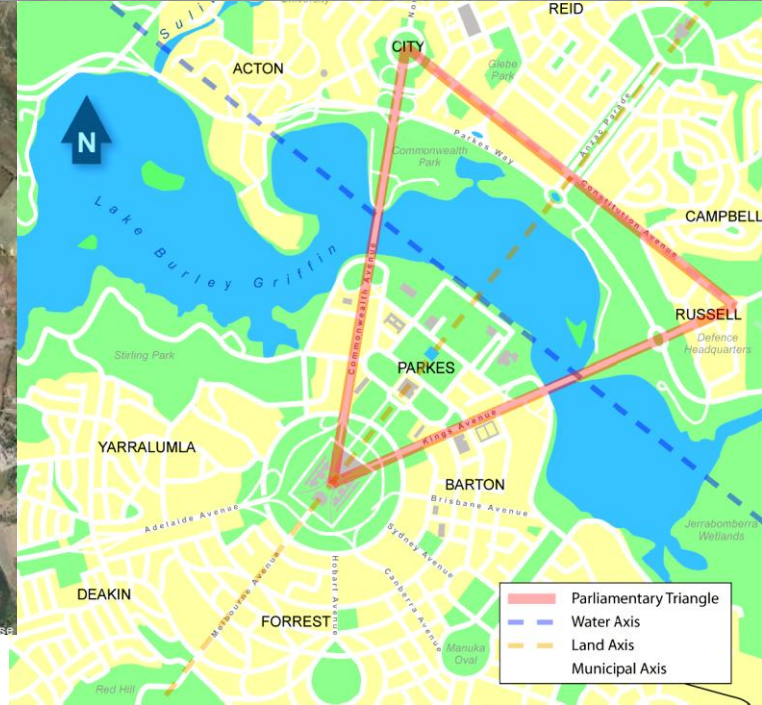 REID
CITY
Suli
ACTON
Glebe
Park
Anzac Parade
Parkes Way
N
Commonwealth
Park
Constitution Avenue
CAMPBELL
Lake Burley Griffin
Commonwealth Avenue
RUSSELL
Defence
Headquarters
Stirling Park
PARKES
Kings Avenue
YARRALUMLA
BARTON
Brisbane Avenue
Adelaide Avenue
Sydney Avenue
Jerrabomberra
Wetlands
Hobart Avenue
Canberra Avenue
DEAKIN
Melbourne Avenue
FORREST
Manuka
Oval
Red Hill
Parliamentary Triangle
Water Axis
Land Axis
Municipal Axis
se